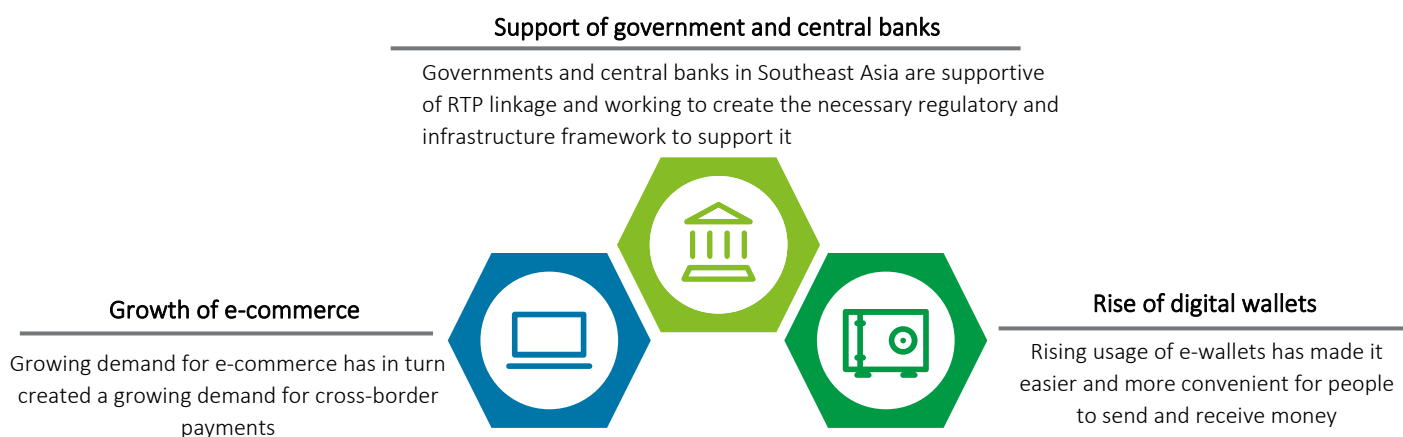 Support of government and central banks
Governments and central banks in Southeast Asia are supportive
of RTP linkage and working to create the necessary regulatory and
infrastructure framework to support it
Growth of e-commerce
Growing demand for e-commerce has in turn
created a growing demand for cross-border
payments
Rise of digital wallets
Rising usage of e-wallets has made it
easier and more convenient for people
to send and receive money